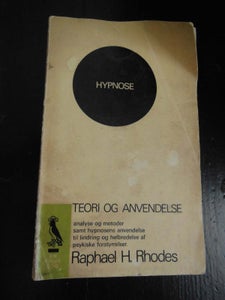 HYPNOSE
TEORI OG ANVENDELSE
analyse og metoder
samt hypnosens anvendelse
til lindring og helbredelse af
psykiske forstyrrelser
Raphael H. Rhodes